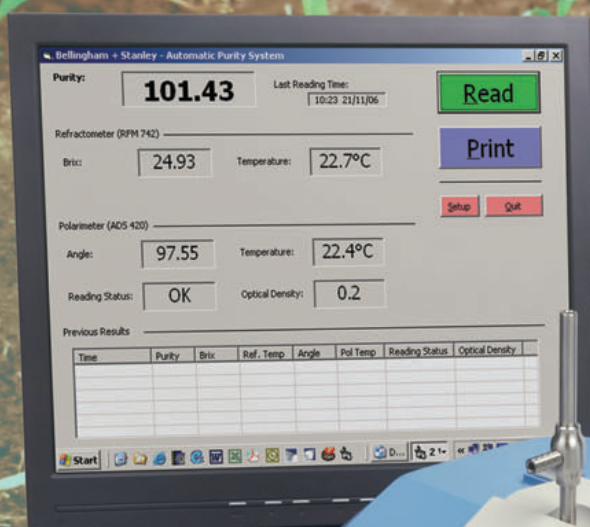 Bellingham + Stanley - Automatic Purity System
Purity:
101.43
Last Reading Time:
10:23 21/11/06
Read
Refractometer (RFM 742)
Print
Brix:
24.93
Temperature:
22.7°C
Setup
Quit
Polarimeter (ADS 420)
Angle:
97.55
Temperature:
22.4°C
Reading Status:
OK
Optical Density:
0.2
Previous Results
Time Purity Brix Ref. Temp Angle Pol Temp Reading Status Optical Density
Start
D...